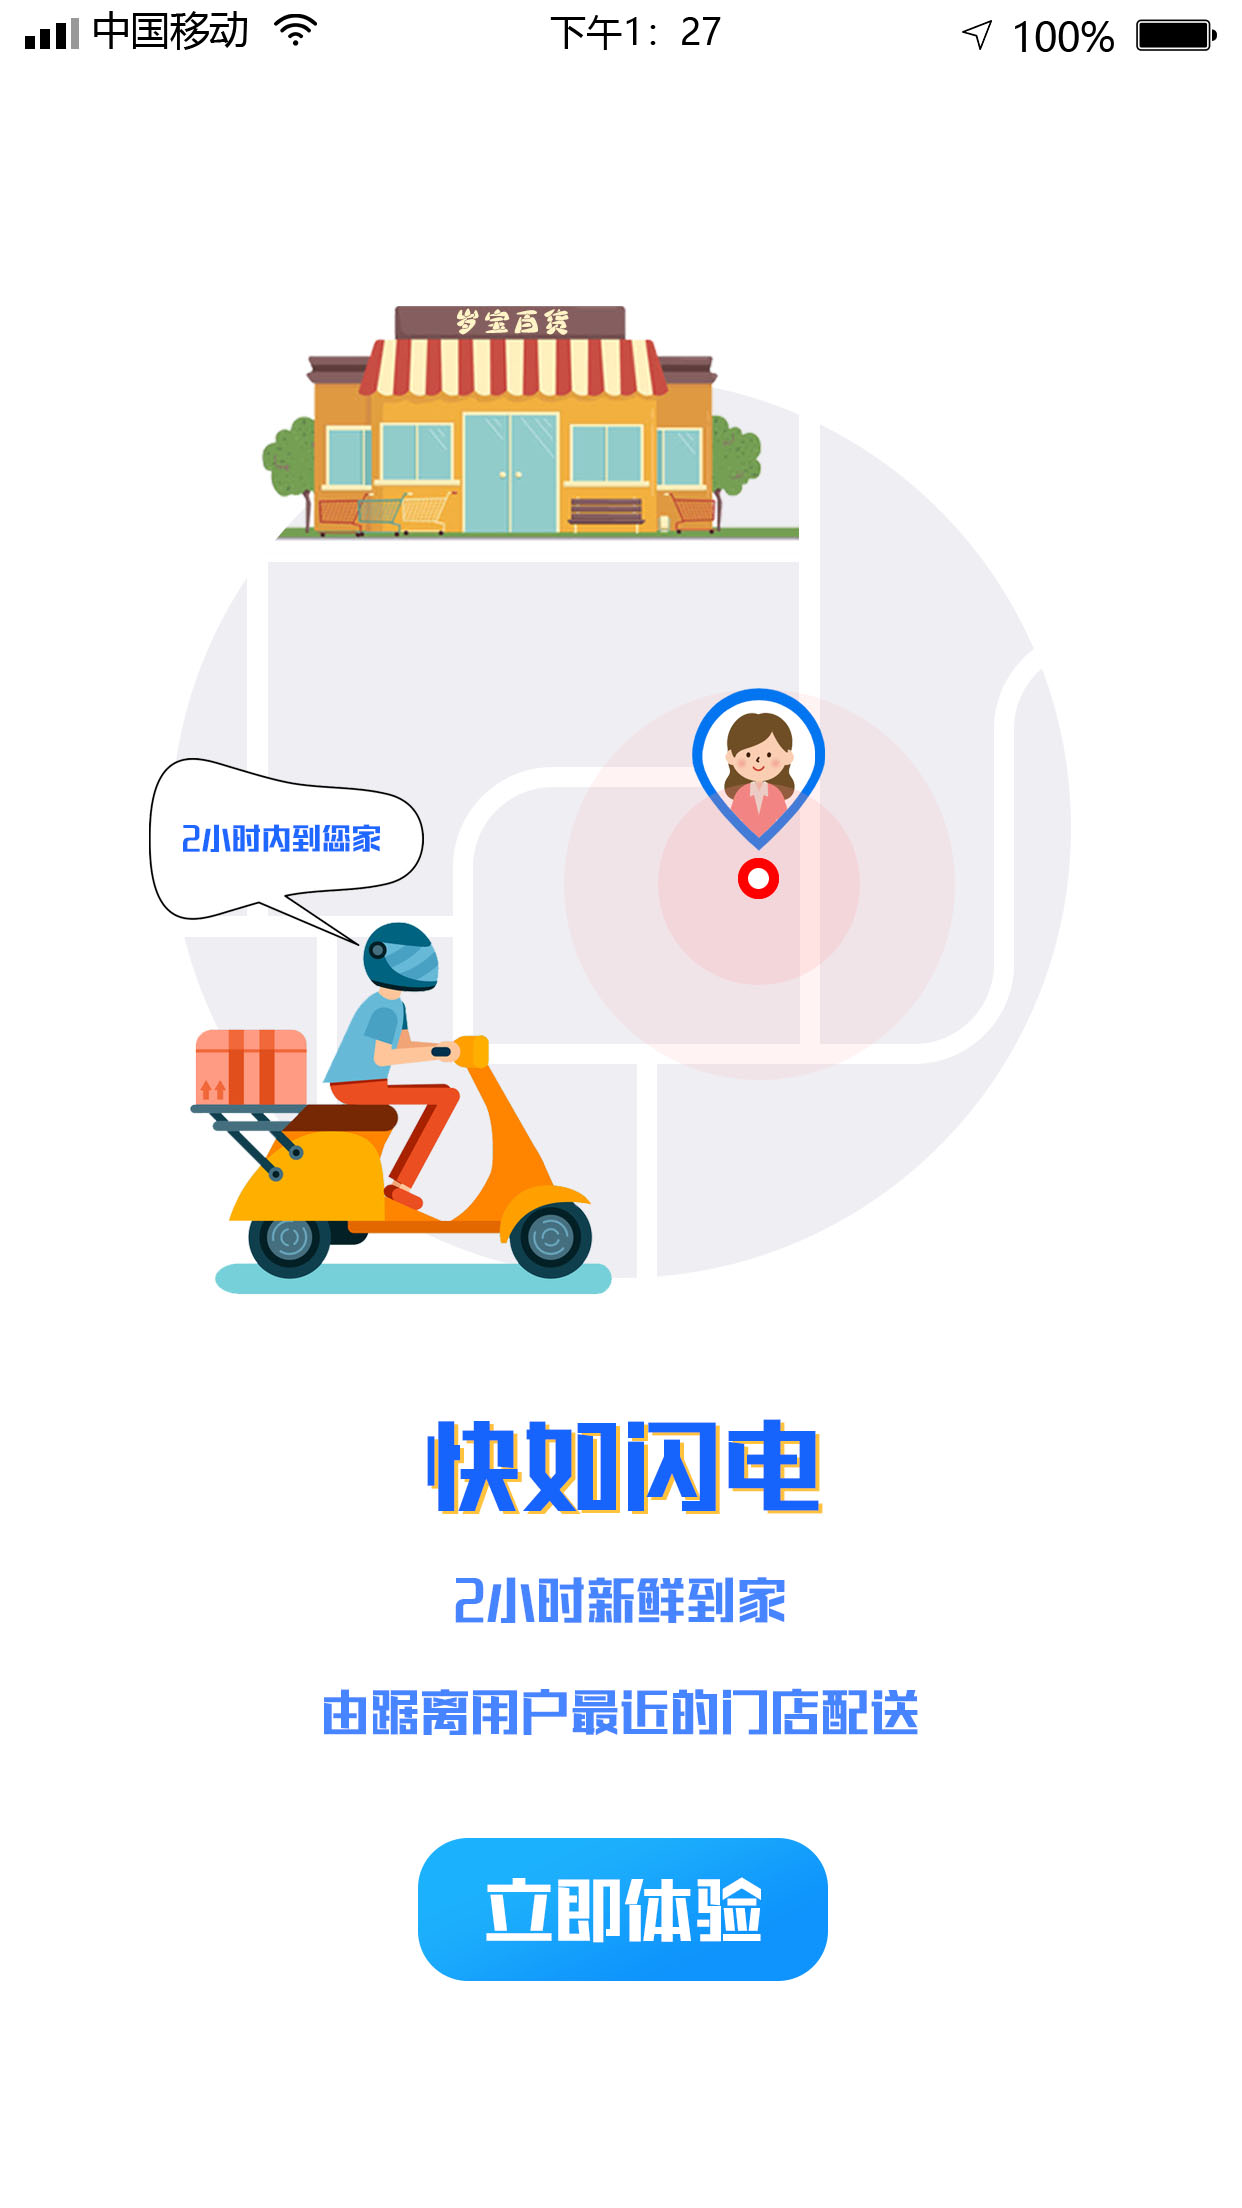 中国移动 下午1：27 100%
岁宝百货
2小时内到您家
快如闪电
2小时新鲜到家
由踞离用户最近的门店配送
立即体验